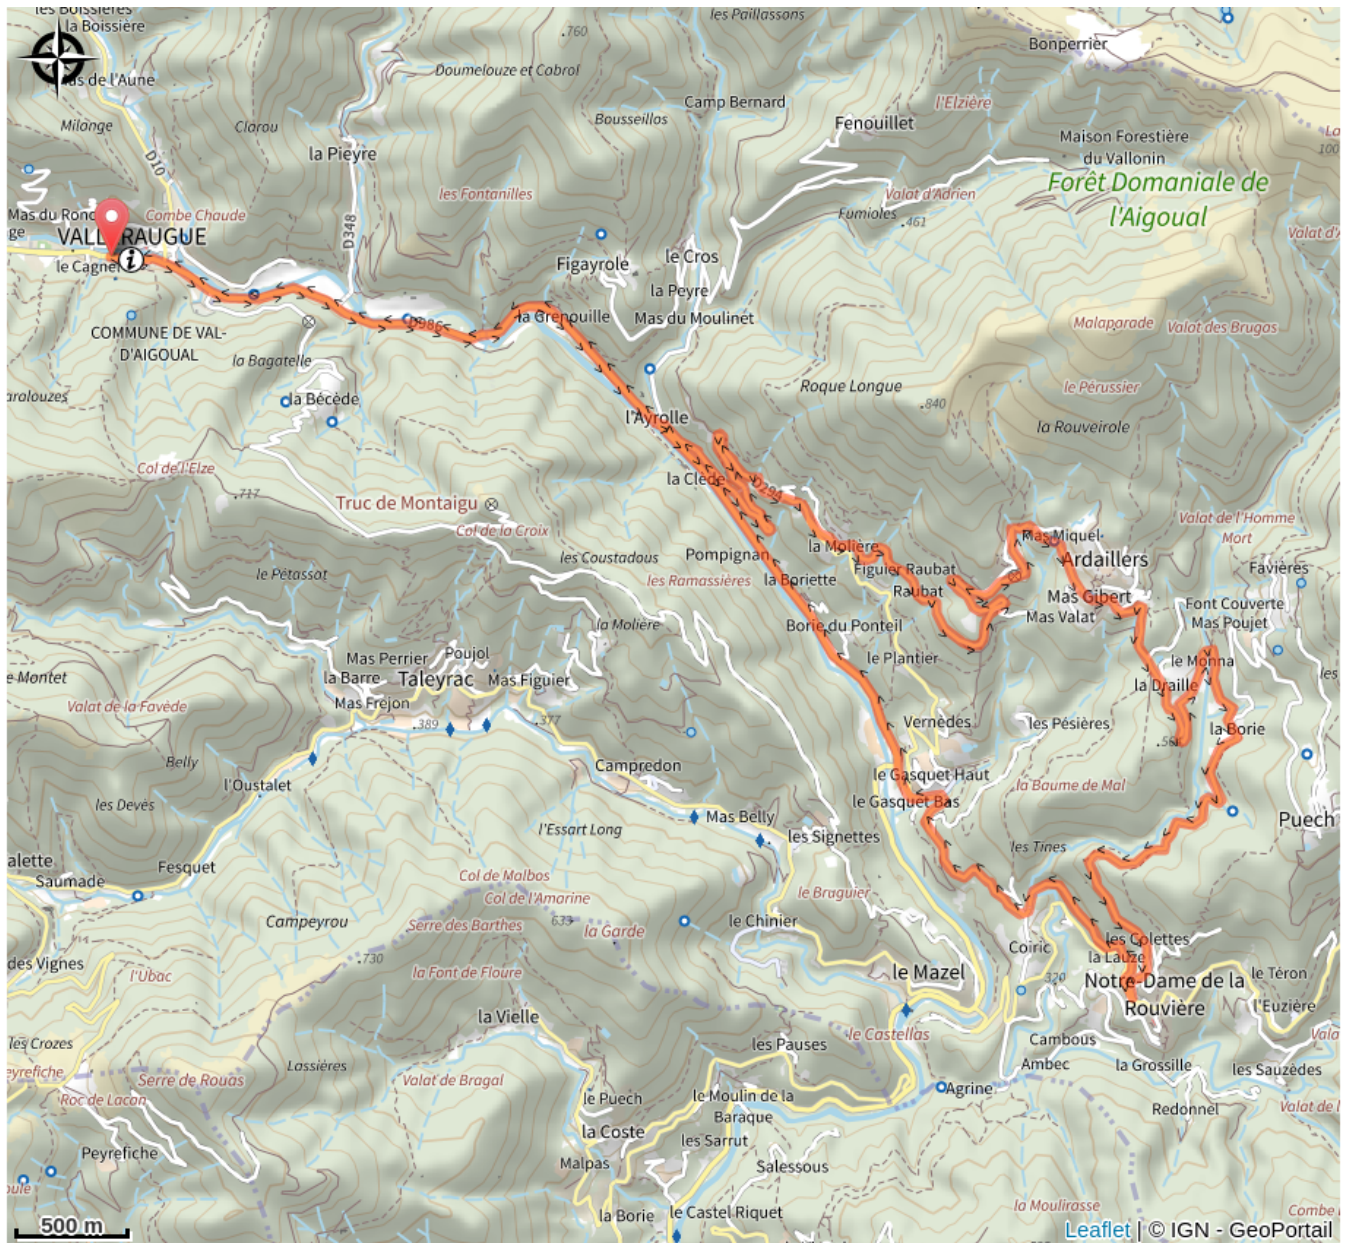 les Boissières
la Boissière
les Paillassons
Bonperrier
.760
Doumelouze et Cabrol
as de l'Aune
Camp Bernard
l'Elzière
Milange
Clarou
Bousseillos
Fenouillet
Maison Forestière
du Vallonin
100
D10
la Pieyre
Forêt Domaniale de
l'Aigoual
les Fontanilles
Valat d'Adrien
Fumioles
.461
Mas du Rond
Combe Chaude
ge
D348
VALLERAUGUE
le Cagnel
i
Figayrole
le Cros
la Peyre
Mas du Moulinet
la Grenouille
D986
COMMUNE DE VAL-
D'AIGOUAL
Malaparade
Valat des Brugas
la Bagatelle
la Bécède
Roque Longue
le Pérussier
.840
la Rouveirole
l'Ayrolle
Col de l'Elze
la Clède
.717
Truc de Montaigu
Col de la Croix
Valat de l'Homme
Mort
Pompignan
les Coustadous
la Molière
Mas Miquel
Ardaillers
Favières
le Pétassot
les Ramassières
la Boriette
Figuier Raubat
Raubat
Mas Gibert
Font Couverte
Mas Poujet
Mas Valat
la Molière
Borie du Ponteil
le Plantier
Mas Perrier
Poujol
la Barre
Taleyrac
Mas Figuier
le Monna
la Draille
les
e Montet
Valat de la Favède
Mas Fréjon
.389
.377
Vernèdes
les Pésières
la Borie
Belly
l'Oustalet
Campredon
le Gasquet Haut
la Baume de Mal
les Devès
le Gasquet Bas
l'Essart Long
Mas Belly
les Signettes
Puech
les Tines
alette
Saumade
Fesquet
Col de Malbos
Col de l'Amarine
le Braguier
Campeyrou
Serre des Barthes
633
la Garde
le Chinier
.730
Coiric
les Colettes
la Lauze
des Vignes
l'Ubac
la Font de Floure
le Mazel
320
Notre-Dame de la
Rouvière
le Téron
l'Euzière
la Vielle
les Pauses
le Castellas
les Crozes
Cambous
Ambec
la Grossille
les Sauzèdes
eyrefiche
Lassières
Serre de Rouas
Valat de Bragal
Roc de Lacan
le Puech
le Moulin de la
Baraque
Agrine
Redonnel
la Coste
les Sarrut
Peyrefiche
Malpas
Salessous
la Moulirasse
la Borie
le Castel Riquet
500 m
Leaflet | © IGN - GeoPortail